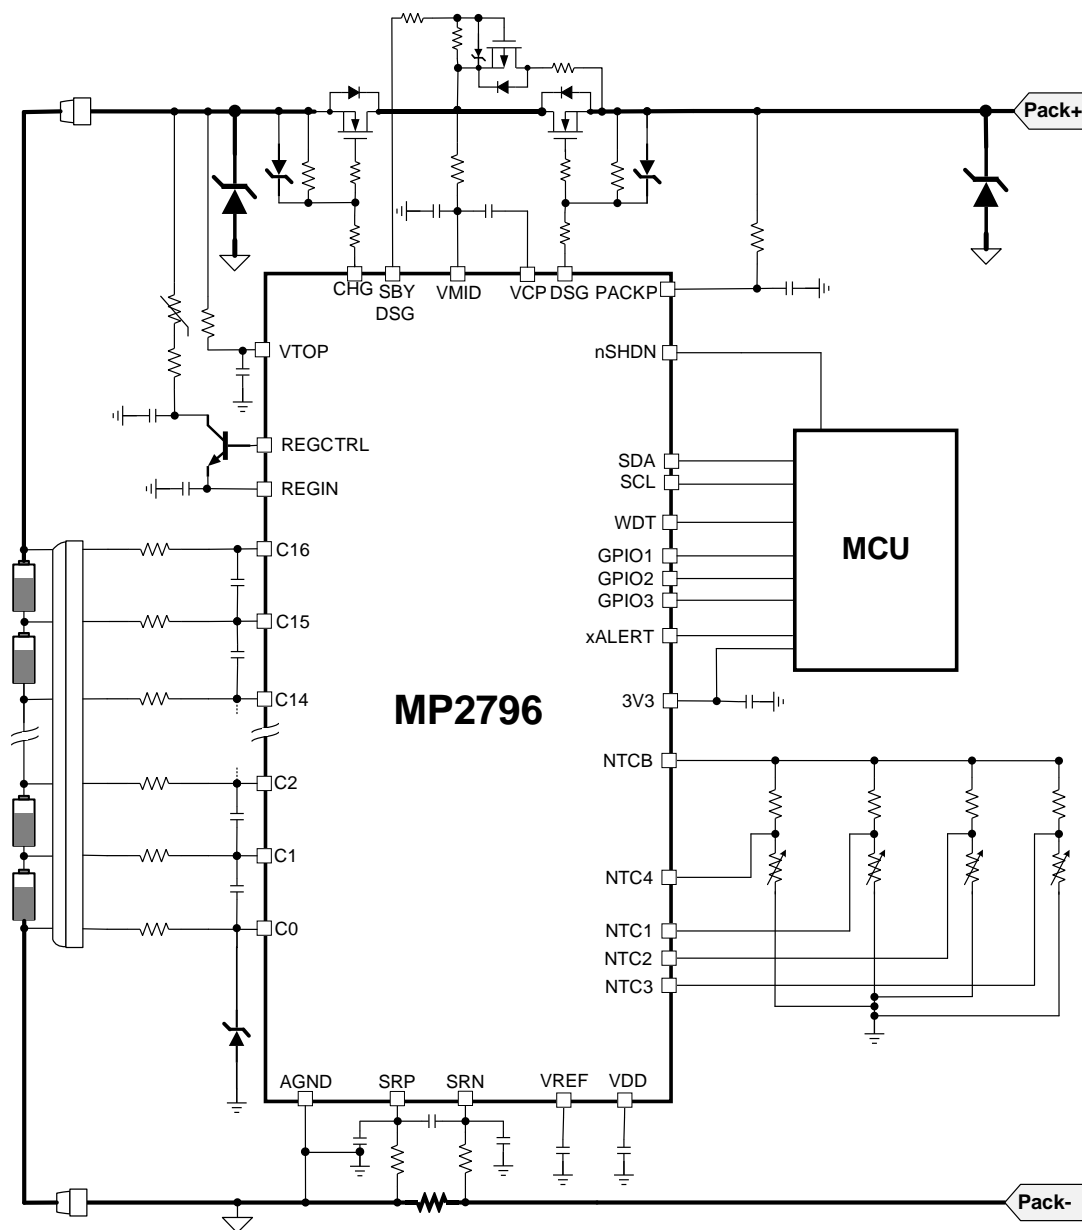 Pack+
CHG
SBY
DSG
VMID
VCP
DSG
PACKP
VTOP
nSHDN
REGCTRL
REGIN
SDA
SCL
WDT
GPIO1
GPIO2
GPIO3
xALERT
3V3
MCU
C16
C15
C14
MP2796
C2
C1
C0
NTCB
NTC4
NTC1
NTC2
NTC3
AGND
SRP
SRN
VREF
VDD
Pack-